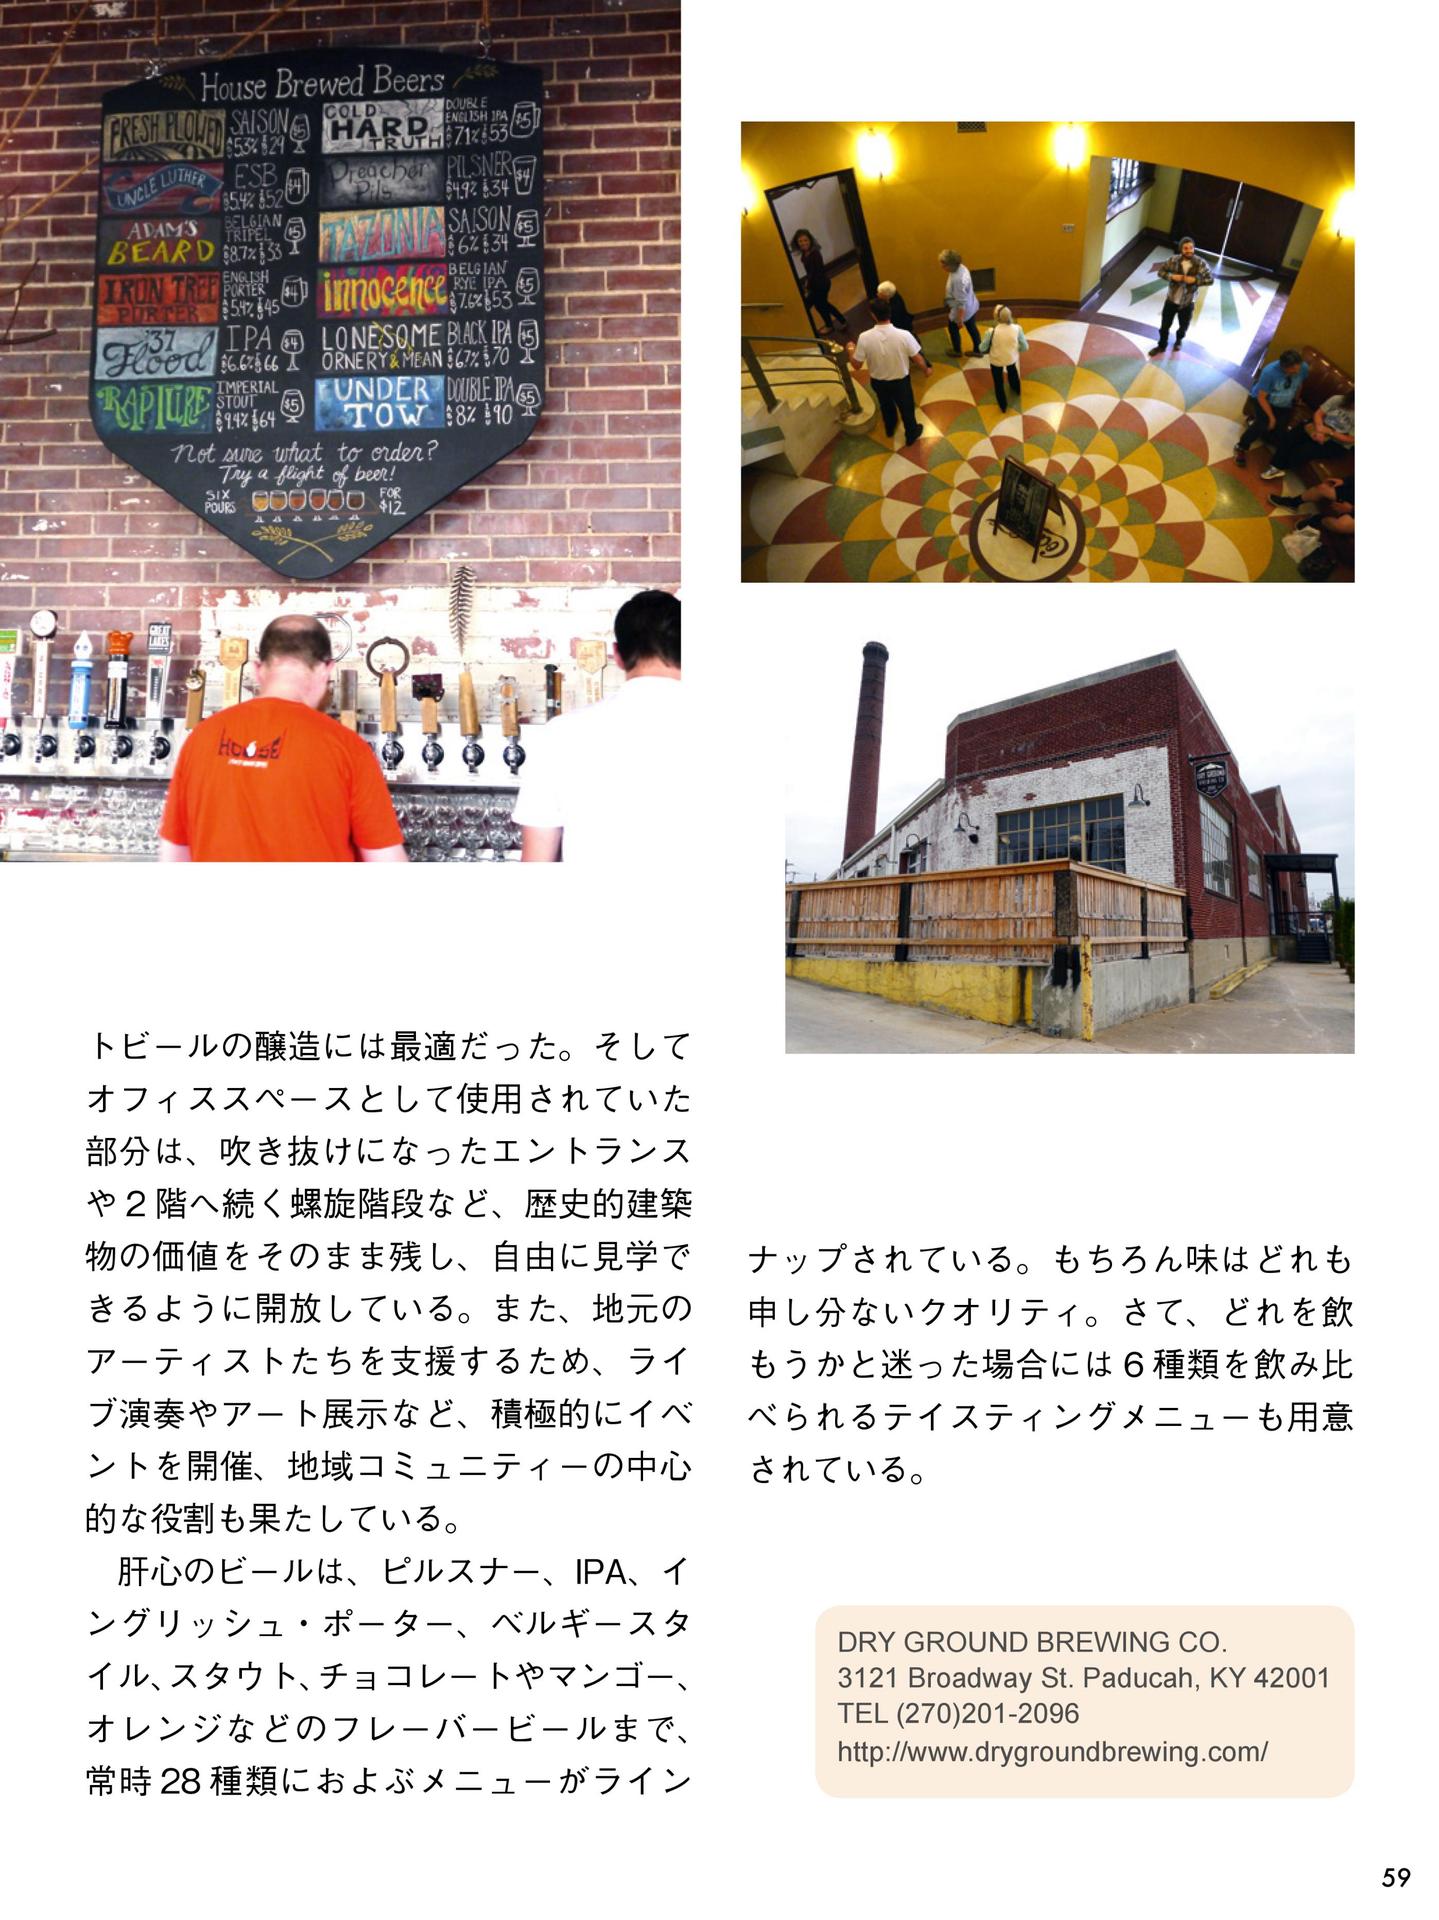 House Brewed Beers
FRESH PLOWED SAISON $5
5.3% 29
UNCLE LUTHER ESB $4
5.4% 52
ADAM'S BEARD BELGIAN TRIPEL $5
8.7% 33
IRON TREE PORTER ENGLISH PORTER $4
5.4% 45
'37 Flood IPA $4
6.6% 66
RAPTURE IMPERIAL STOUT $5
9.4% 64
COLD HARD TRUTH DOUBLE ENGLISH IPA $5
7.1% 53
Preacher Pils PILSNER $4
4.9% 34
TAZONIA SAISON $5
6% 34
innocence BELGIAN RYE IPA $5
7.6% 53
LONESOME ORNERY & MEAN BLACK IPA $5
6.7% 70
UNDER TOW DOUBLE IPA $5
8% 90
Not sure what to order?
Try a flight of beer!
SIX POURS FOR $12
GREAT LAKES
HOUSE
DRY GROUND
トビールの醸造には最適だった。そして
オフィススペースとして使用されていた
部分は、吹き抜けになったエントランス
や 2 階へ続く螺旋階段など、歴史的建築
物の価値をそのまま残し、自由に見学で
きるように開放している。また、地元の
アーティストたちを支援するため、ライ
ブ演奏やアート展示など、積極的にイベ
ントを開催、地域コミュニティーの中心
的な役割も果たしている。
　肝心のビールは、ピルスナー、IPA、イ
ングリッシュ・ポーター、ベルギースタ
イル、スタウト、チョコレートやマンゴー、
オレンジなどのフレーバービールまで、
常時 28 種類におよぶメニューがライン
ナップされている。もちろん味はどれも
申し分ないクオリティ。さて、どれを飲
もうかと迷った場合には 6 種類を飲み比
べられるテイスティングメニューも用意
されている。
DRY GROUND BREWING CO.
3121 Broadway St. Paducah, KY 42001
TEL (270)201-2096
http://www.drygroundbrewing.com/
59